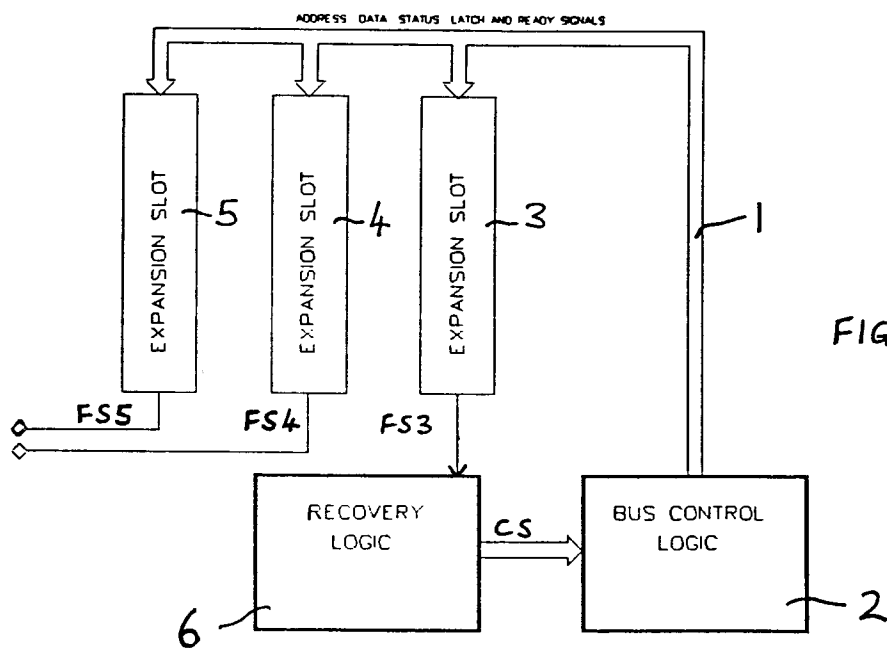 ADDRESS DATA STATUS LATCH AND READY SIGNALS
EXPANSION SLOT
5
EXPANSION SLOT
4
EXPANSION SLOT
3
1
FIG
FS5
FS4
FS3
RECOVERY
LOGIC
CS
BUS CONTROL
LOGIC
6
2